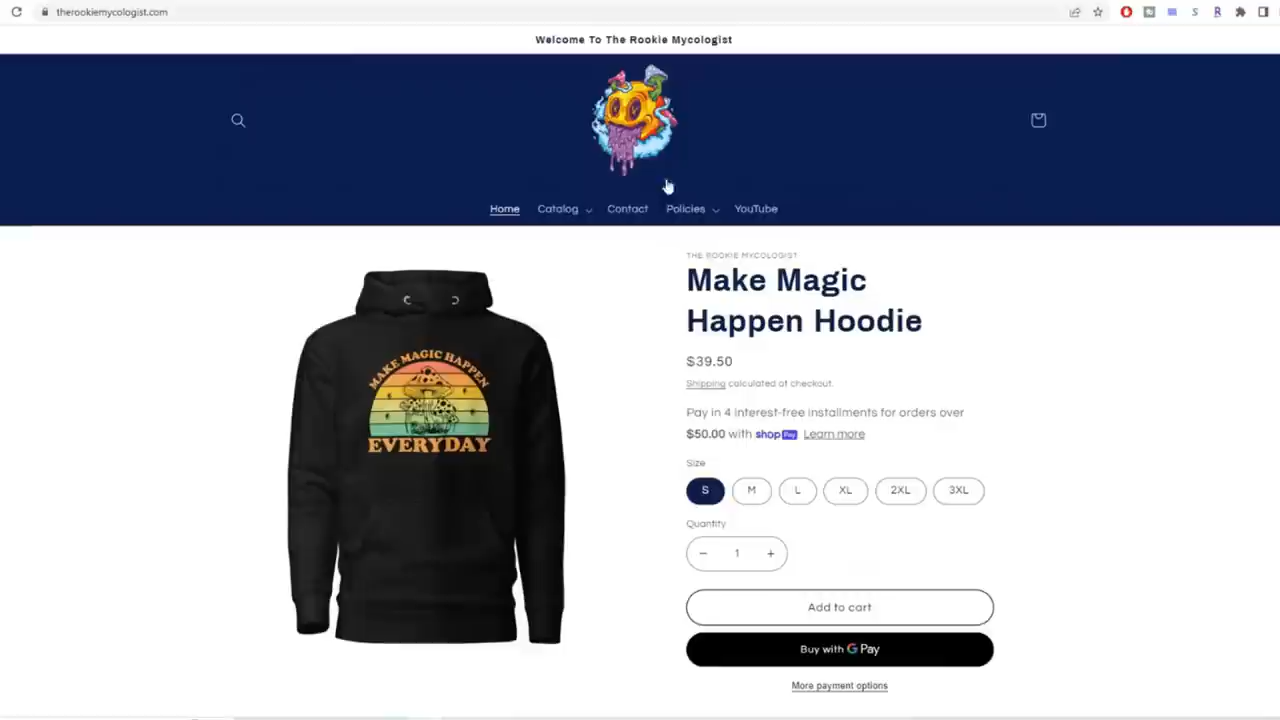 therookiemycologist.com
Welcome To The Rookie Mycologist
Home Catalog Contact Policies YouTube
THE ROOKIE MYCOLOGIST
Make Magic
Happen Hoodie
$39.50
Shipping calculated at checkout.
Pay in 4 interest-free installments for orders over
$50.00 with shop Pay Learn more
Size
S M L XL 2XL 3XL
Quantity
− 1 +
Add to cart
Buy with G Pay
More payment options
MAKE MAGIC HAPPEN
EVERYDAY